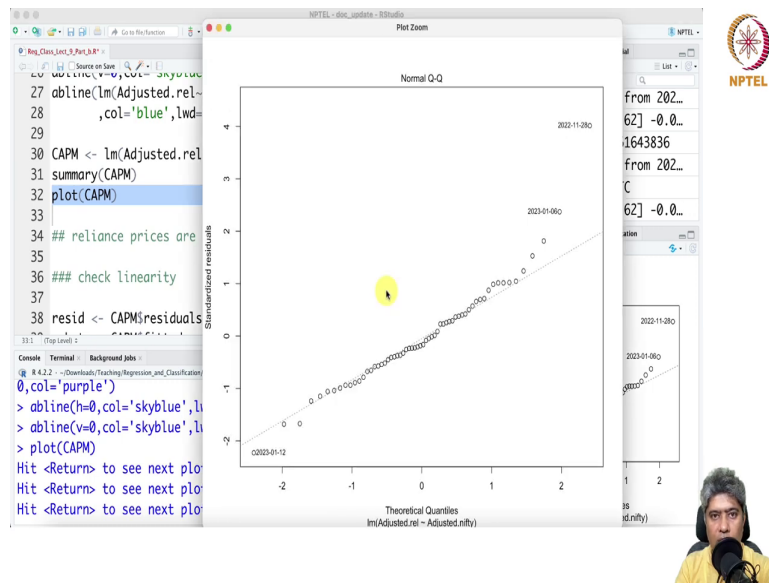 NPTEL - doc_update - RStudio
Go to file/function
NPTEL
Reg_Class_Lect_9_Part_b.R*
Source on Save
27 abline(lm(Adjusted.rel~
28 ,col='blue',lwd=
29
30 CAPM <- lm(Adjusted.rel
31 summary(CAPM)
32 plot(CAPM)
33
34 ## reliance prices are
35
36 ### check linearity
37
38 resid <- CAPM$residuals
33:1 (Top Level)
Console Terminal Background Jobs
R 4.2.2 · ~/Downloads/Teaching/Regression_and_Classification/
0,col='purple')
> abline(h=0,col='skyblue',lw
> abline(v=0,col='skyblue',lw
> plot(CAPM)
Hit <Return> to see next plo
Hit <Return> to see next plo
Hit <Return> to see next plo
Plot Zoom
Normal Q-Q
Standardized residuals
4
3
2
1
0
-1
-2
2022-11-28
2023-01-06
2023-01-12
-2 -1 0 1 2
Theoretical Quantiles
lm(Adjusted.rel ~ Adjusted.nifty)
List
from 202…
62] -0.0…
1643836
from 202…
62] -0.0…
2022-11-28
2023-01-06
1 2
d.nifty)
NPTEL